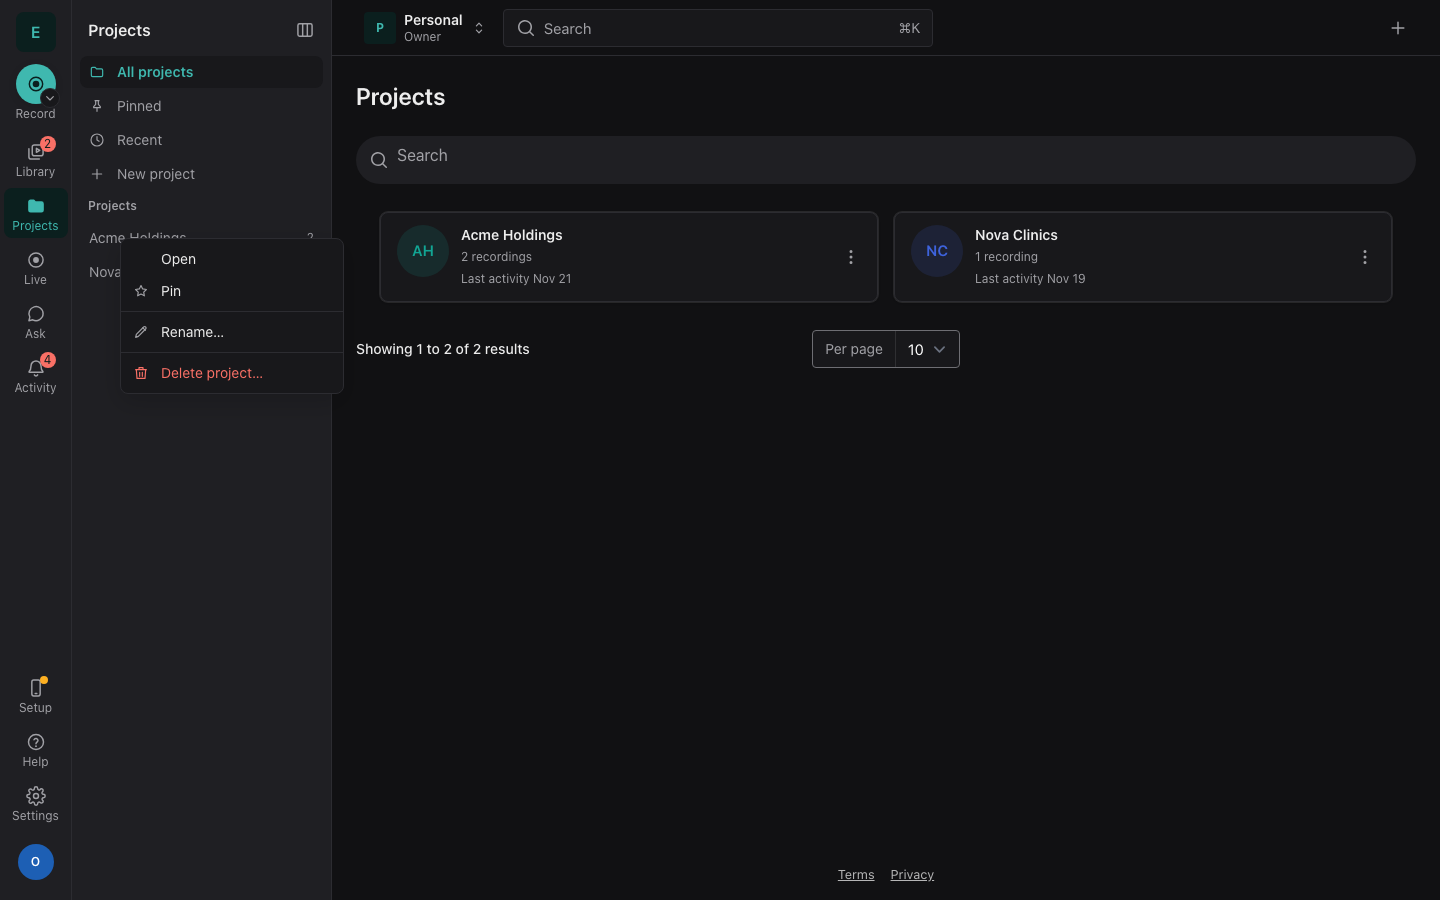 E
Record
2
Library
Projects
Live
Ask
4
Activity
Setup
Help
Settings
O
Projects
All projects
Pinned
Recent
New project
Projects
Acme Holdings 2
Nova
Open
Pin
Rename...
Delete project...
P
Personal
Owner
Search ⌘K
Projects
Search
AH
Acme Holdings
2 recordings
Last activity Nov 21
NC
Nova Clinics
1 recording
Last activity Nov 19
Showing 1 to 2 of 2 results
Per page 10
Terms Privacy